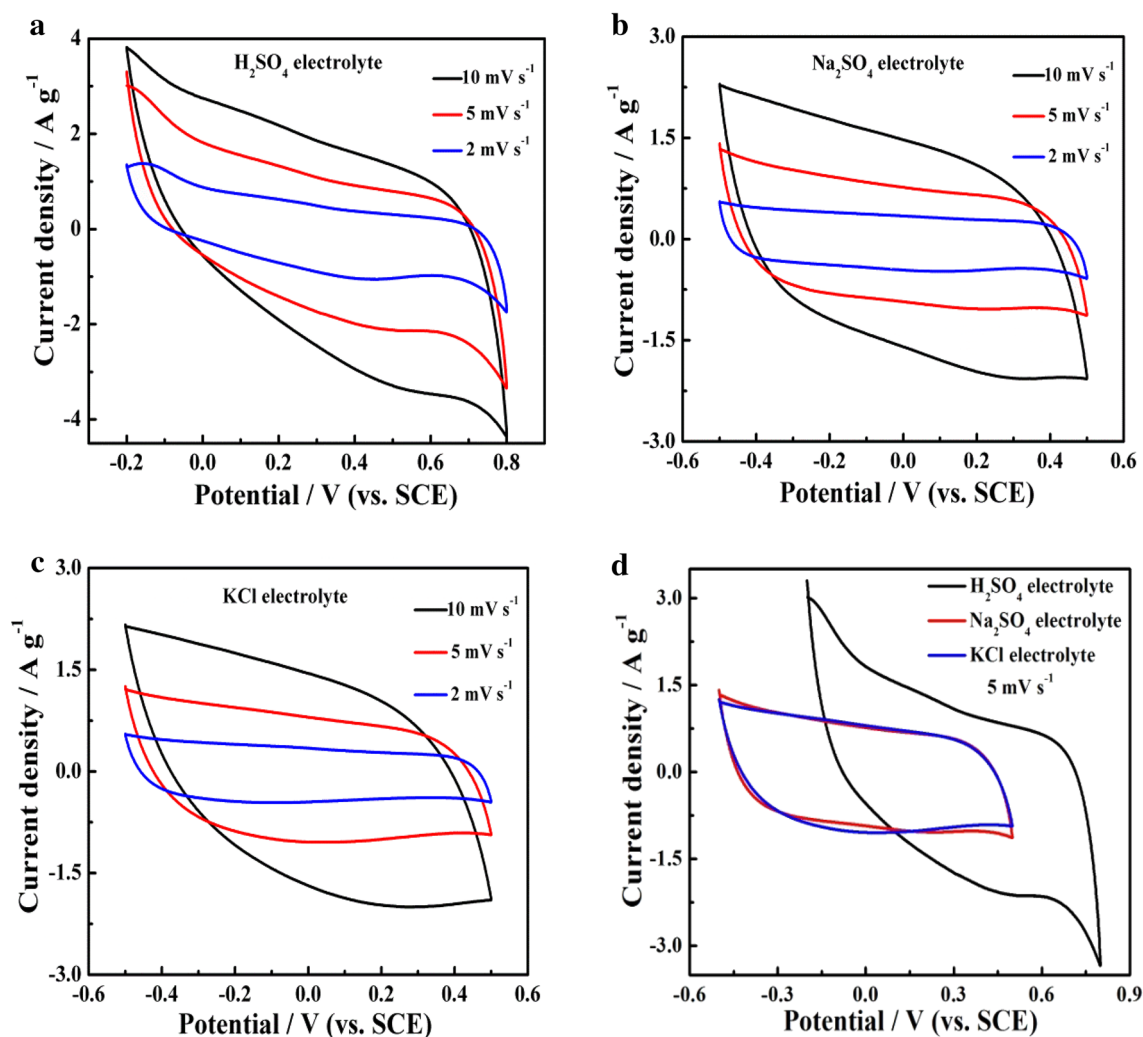 a
H₂SO₄ electrolyte
10 mV s⁻¹
5 mV s⁻¹
2 mV s⁻¹
Current density / A g⁻¹
4
2
0
-2
-4
-0.2 0.0 0.2 0.4 0.6 0.8
Potential / V (vs. SCE)
b
Na₂SO₄ electrolyte
10 mV s⁻¹
5 mV s⁻¹
2 mV s⁻¹
Current density / A g⁻¹
3.0
1.5
0.0
-1.5
-3.0
-0.6 -0.4 -0.2 0.0 0.2 0.4 0.6
Potential / V (vs. SCE)
c
KCl electrolyte
10 mV s⁻¹
5 mV s⁻¹
2 mV s⁻¹
Current density / A g⁻¹
3.0
1.5
0.0
-1.5
-3.0
-0.6 -0.4 -0.2 0.0 0.2 0.4 0.6
Potential / V (vs. SCE)
d
H₂SO₄ electrolyte
Na₂SO₄ electrolyte
KCl electrolyte
5 mV s⁻¹
Current density / A g⁻¹
3.0
1.5
0.0
-1.5
-3.0
-0.6 -0.3 0.0 0.3 0.6 0.9
Potential / V (vs. SCE)